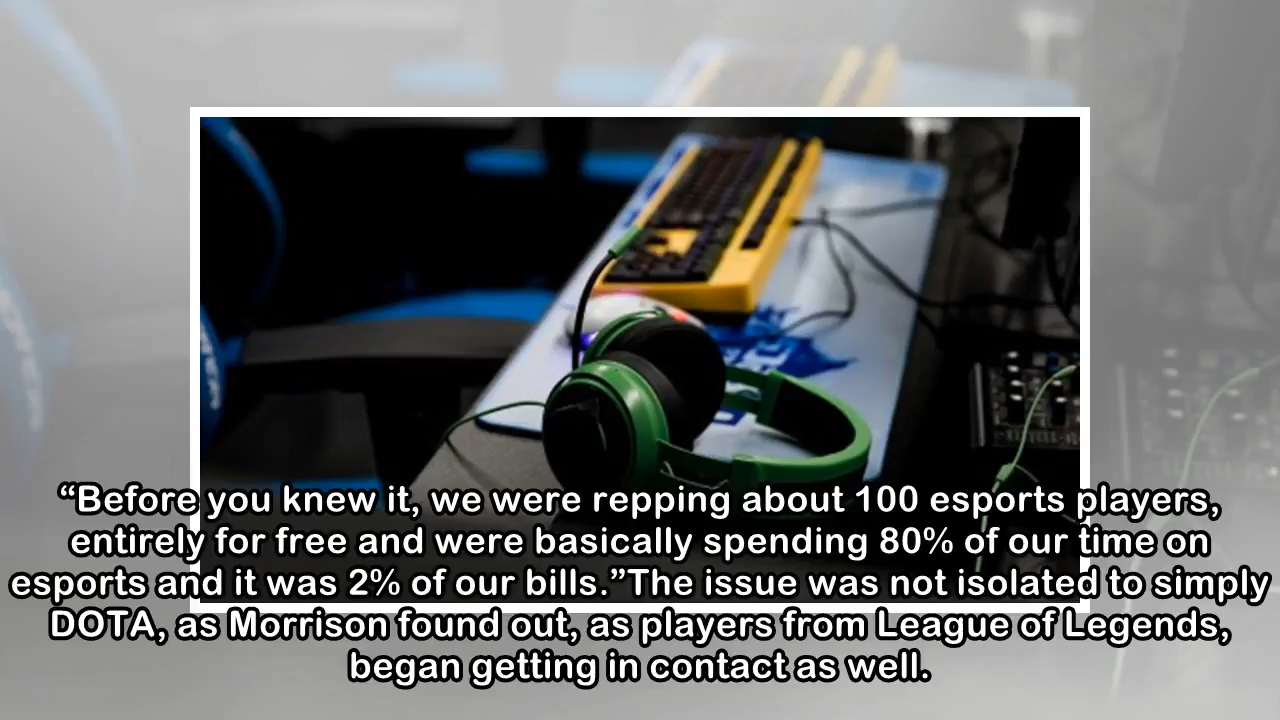 “Before you knew it, we were repping about 100 esports players,
entirely for free and were basically spending 80% of our time on
esports and it was 2% of our bills.”The issue was not isolated to simply
DOTA, as Morrison found out, as players from League of Legends,
began getting in contact as well.